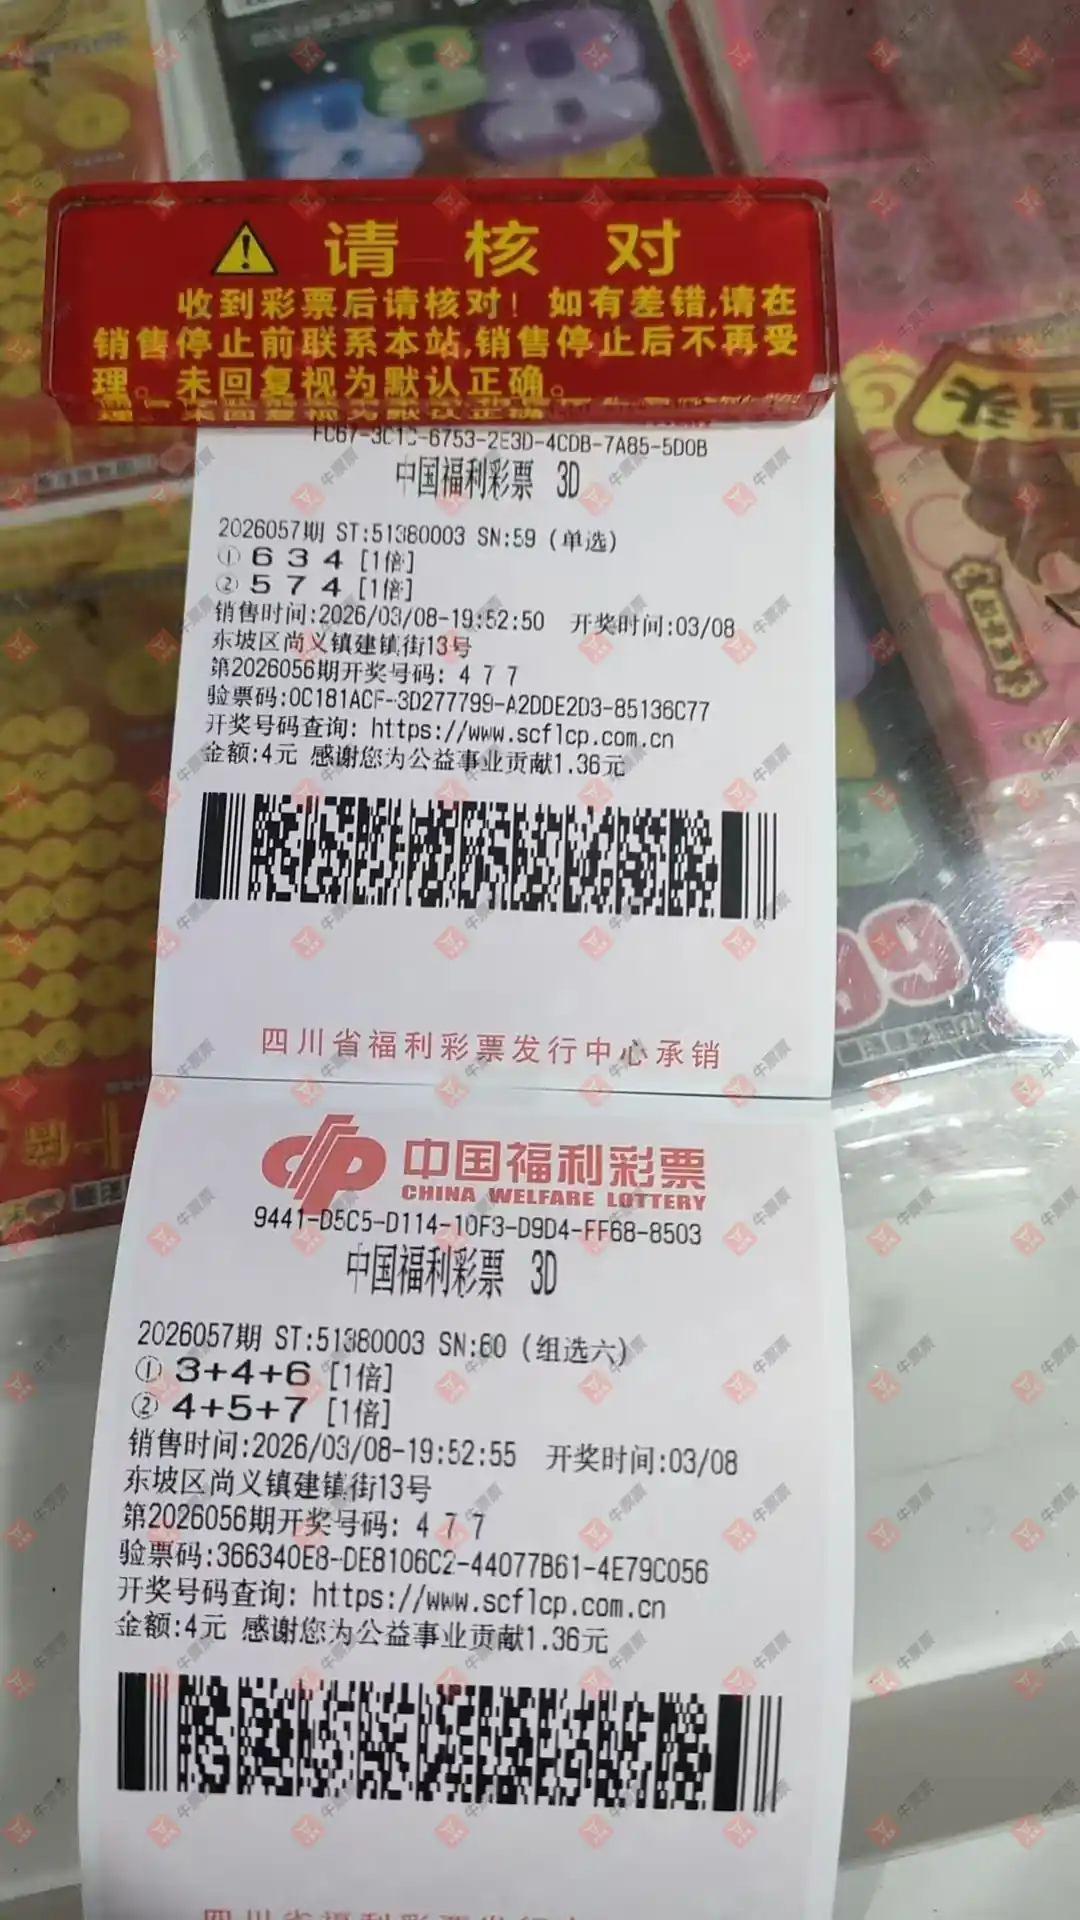 请核对
收到彩票后请核对！如有差错,请在
销售停止前联系本站,销售停止后不再受
理。未回复视为默认正确。
FC67-3C1C-6753-2E3D-4CDB-7A85-5D0B
中国福利彩票 3D
2026057期 ST:51380003 SN:59 (单选)
① 6 3 4 [1倍]
② 5 7 4 [1倍]
销售时间:2026/03/08-19:52:50 开奖时间:03/08
东坡区尚义镇建镇街13号
第2026056期开奖号码: 4 7 7
验票码:0C181ACF-3D277799-A2DDE2D3-85136C77
开奖号码查询: https://www.scflcp.com.cn
金额:4元 感谢您为公益事业贡献1.36元
四川省福利彩票发行中心承销
中国福利彩票
CHINA WELFARE LOTTERY
9441-D5C5-D114-10F3-D9D4-FF68-8503
中国福利彩票 3D
2026057期 ST:51380003 SN:60 (组选六)
① 3+4+6 [1倍]
② 4+5+7 [1倍]
销售时间:2026/03/08-19:52:55 开奖时间:03/08
东坡区尚义镇建镇街13号
第2026056期开奖号码: 4 7 7
验票码:366340E8-DE8106C2-44077B61-4E79C056
开奖号码查询: https://www.scflcp.com.cn
金额:4元 感谢您为公益事业贡献1.36元
牛票票